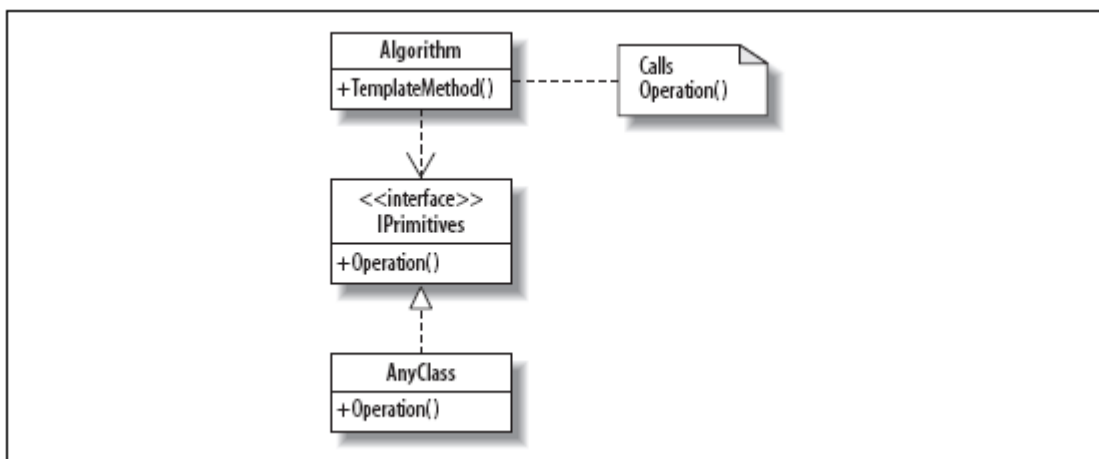 Algorithm
+TemplateMethod()
Calls
Operation()
<<interface>>
IPrimitives
+Operation()
AnyClass
+Operation()